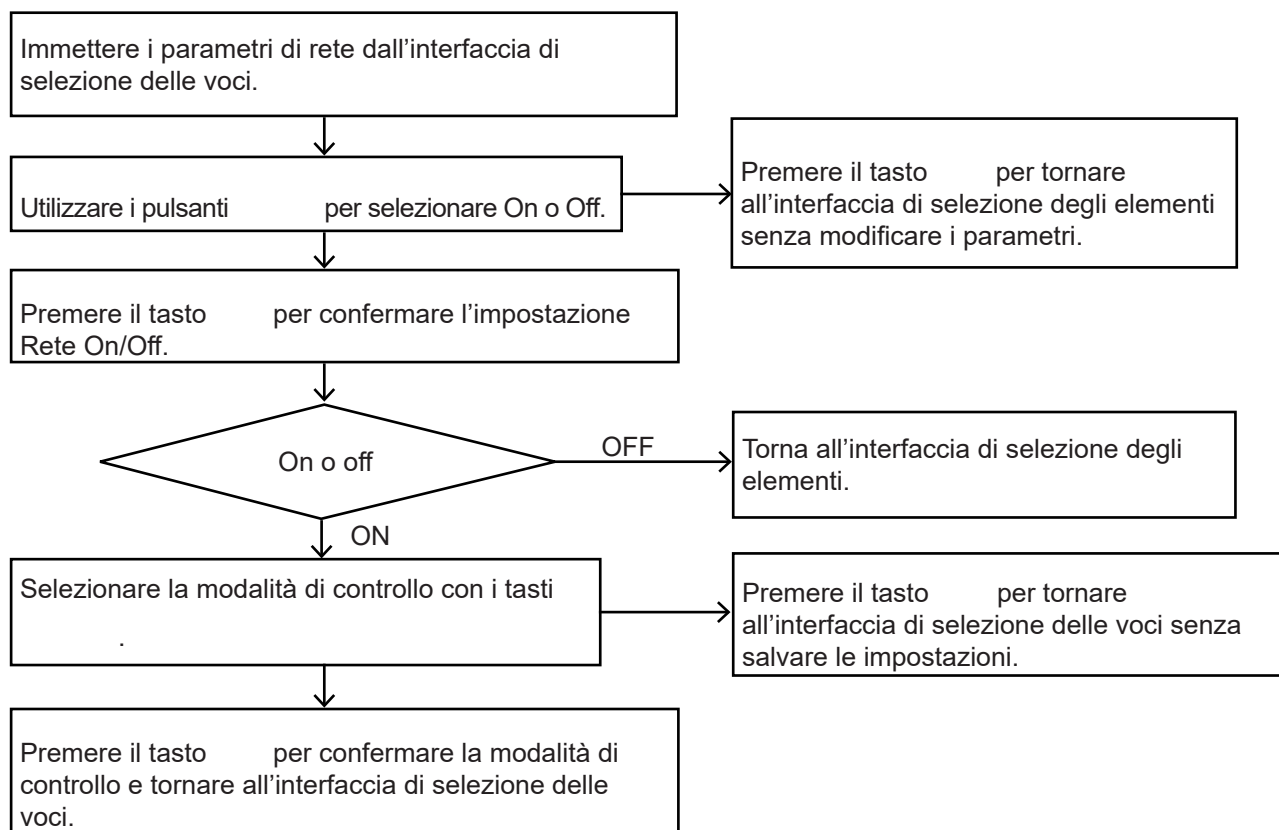 Immettere i parametri di rete dall’interfaccia di
selezione delle voci.
Utilizzare i pulsanti per selezionare On o Off.
Premere il tasto per tornare
all’interfaccia di selezione degli elementi
senza modificare i parametri.
Premere il tasto per confermare l’impostazione
Rete On/Off.
On o off
OFF
Torna all’interfaccia di selezione degli
elementi.
ON
Selezionare la modalità di controllo con i tasti
.
Premere il tasto per tornare
all’interfaccia di selezione delle voci senza
salvare le impostazioni.
Premere il tasto per confermare la modalità di
controllo e tornare all’interfaccia di selezione delle
voci.